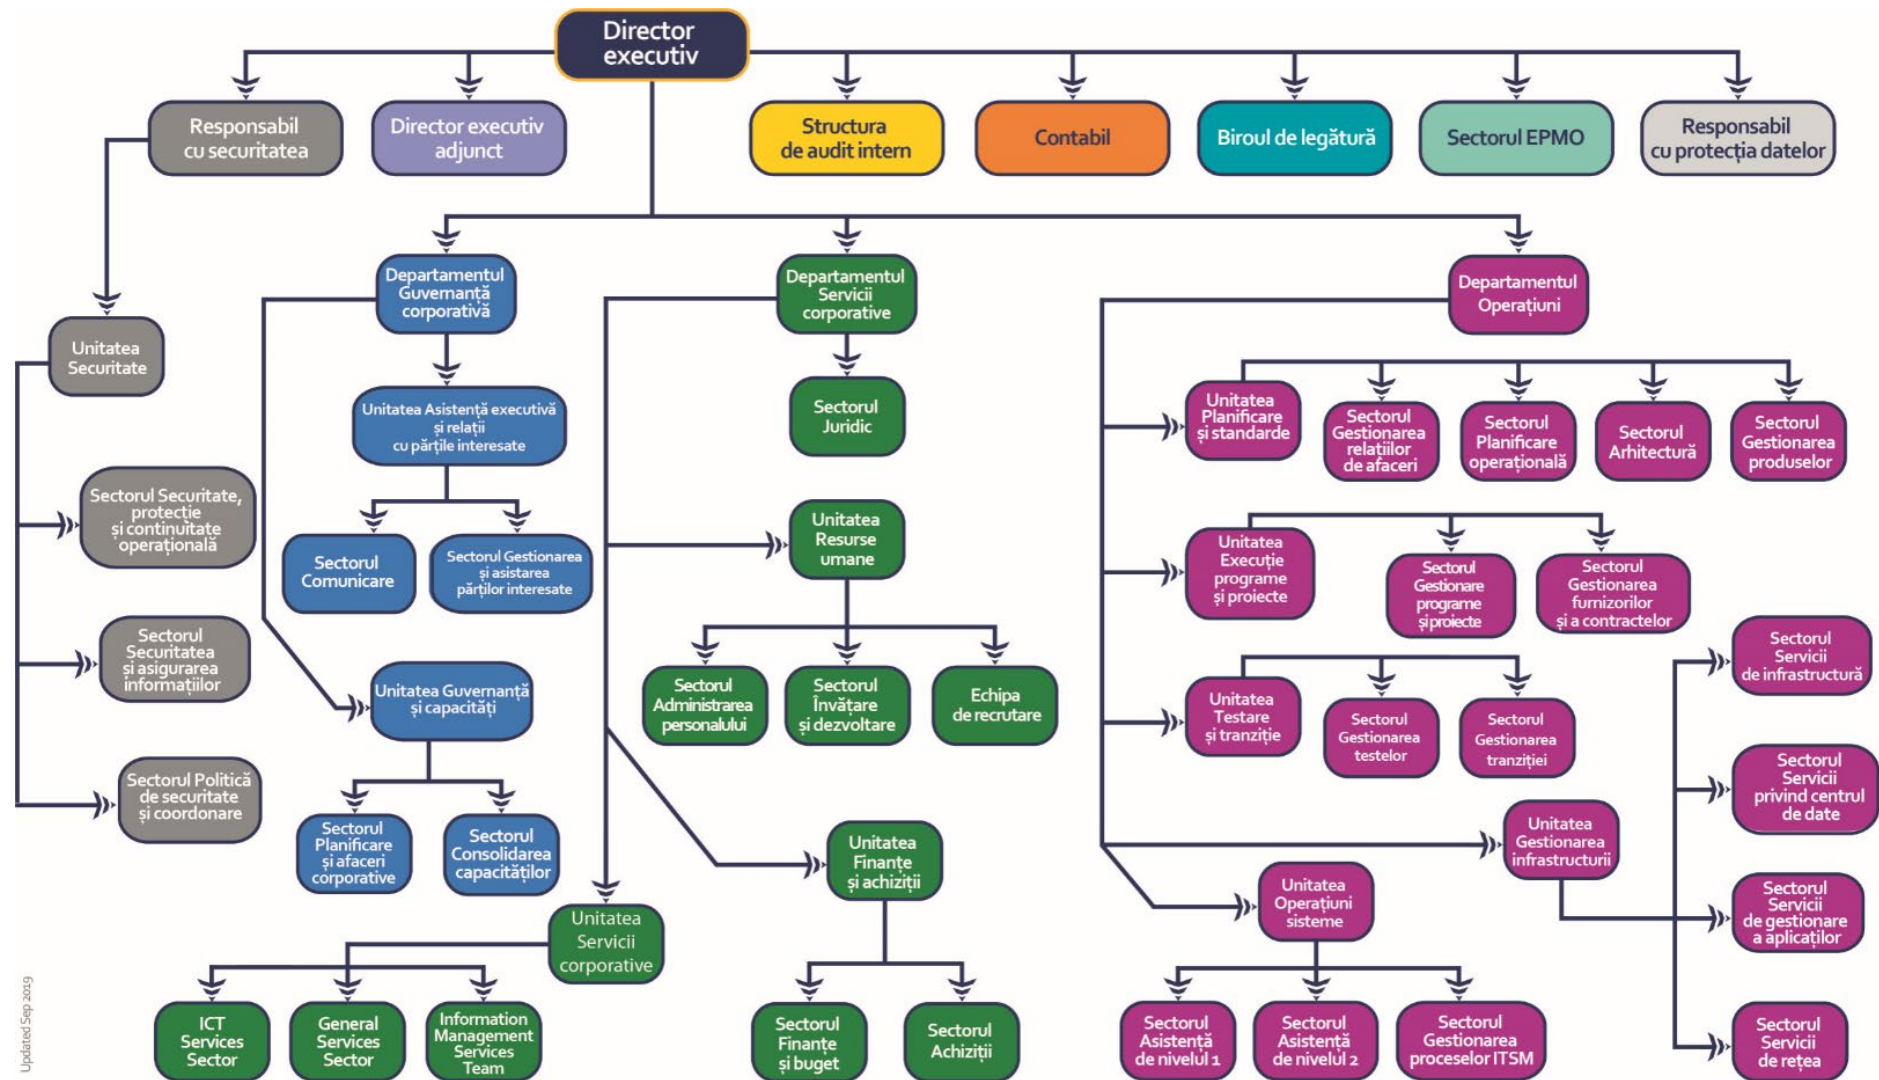 Director
executiv
Responsabil
cu securitatea
Director executiv
adjunct
Structura
de audit intern
Contabil
Biroul de legătură
Sectorul EPMO
Responsabil
cu protecția datelor
Departamentul
Guvernanță
corporativă
Departamentul
Servicii
corporative
Departamentul
Operațiuni
Unitatea
Securitate
Unitatea Asistență executivă
și relații
cu părțile interesate
Sectorul
Juridic
Unitatea
Planificare
și standarde
Sectorul
Gestionarea
relațiilor
de afaceri
Sectorul
Planificare
operațională
Sectorul
Arhitectură
Sectorul
Gestionarea
produselor
Sectorul Securitate,
protecție
și continuitate
operațională
Sectorul
Comunicare
Sectorul Gestionarea
și asistarea
părților interesate
Unitatea
Resurse
umane
Unitatea
Execuție
programe
și proiecte
Sectorul
Gestionare
programe
și proiecte
Sectorul
Gestionarea
furnizorilor
și a contractelor
Sectorul
Securitatea
și asigurarea
informațiilor
Unitatea Guvernanță
și capacități
Sectorul
Administrarea
personalului
Sectorul
Învățare
și dezvoltare
Echipa
de recrutare
Unitatea
Testare
și tranziție
Sectorul
Gestionarea
testelor
Sectorul
Gestionarea
tranziției
Sectorul
Servicii
de infrastructură
Sectorul Politică
de securitate
și coordonare
Sectorul
Planificare
și afaceri
corporative
Sectorul
Consolidarea
capacităților
Unitatea
Finanțe
și achiziții
Unitatea
Gestionarea
infrastructurii
Sectorul
Servicii
privind centrul
de date
Unitatea
Servicii
corporative
Unitatea
Operațiuni
sisteme
Sectorul
Servicii
de gestionare
a aplicaților
ICT
Services
Sector
General
Services
Sector
Information
Management
Services
Team
Sectorul
Finanțe
și buget
Sectorul
Achiziții
Sectorul
Asistență
de nivelul 1
Sectorul
Asistență
de nivelul 2
Sectorul
Gestionarea
proceselor ITSM
Sectorul
Servicii
de rețea
Updated Sep 2019